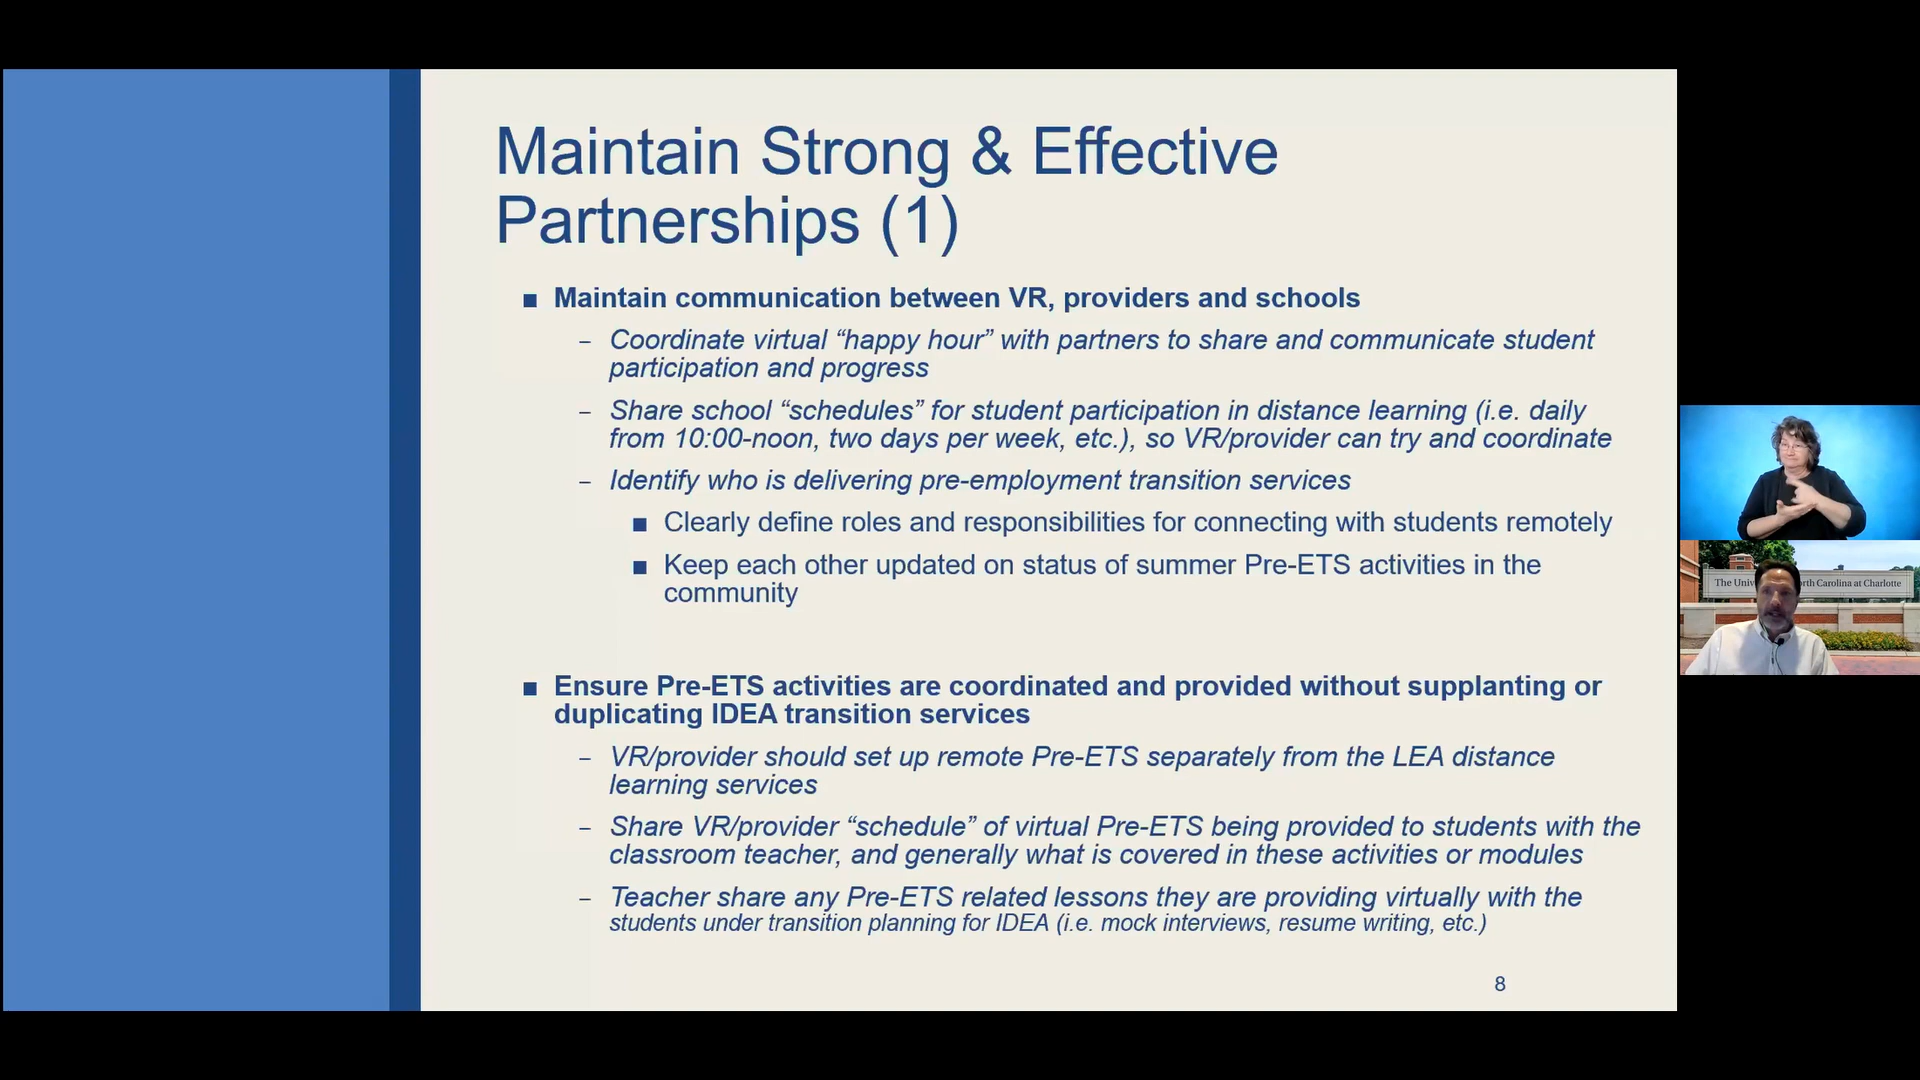 Maintain Strong & Effective
Partnerships (1)
■ Maintain communication between VR, providers and schools
– Coordinate virtual “happy hour” with partners to share and communicate student
participation and progress
– Share school “schedules” for student participation in distance learning (i.e. daily
from 10:00-noon, two days per week, etc.), so VR/provider can try and coordinate
– Identify who is delivering pre-employment transition services
■ Clearly define roles and responsibilities for connecting with students remotely
■ Keep each other updated on status of summer Pre-ETS activities in the
community
■ Ensure Pre-ETS activities are coordinated and provided without supplanting or
duplicating IDEA transition services
– VR/provider should set up remote Pre-ETS separately from the LEA distance
learning services
– Share VR/provider “schedule” of virtual Pre-ETS being provided to students with the
classroom teacher, and generally what is covered in these activities or modules
– Teacher share any Pre-ETS related lessons they are providing virtually with the
students under transition planning for IDEA (i.e. mock interviews, resume writing, etc.)
8
The Univ orth Carolina at Charlotte